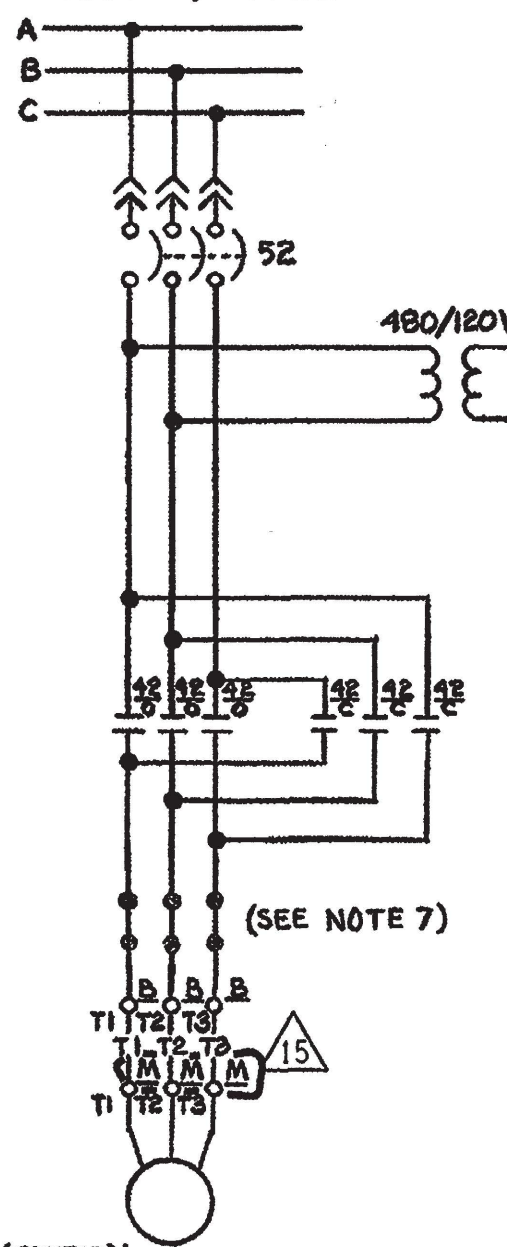 A
B
C
52
480/120V
42/O 42/O 42/O 42/C 42/C 42/C
(SEE NOTE 7)
B B B
T1 T2 T3
T1 T2 T3
M M M
15
T1 T2 T3